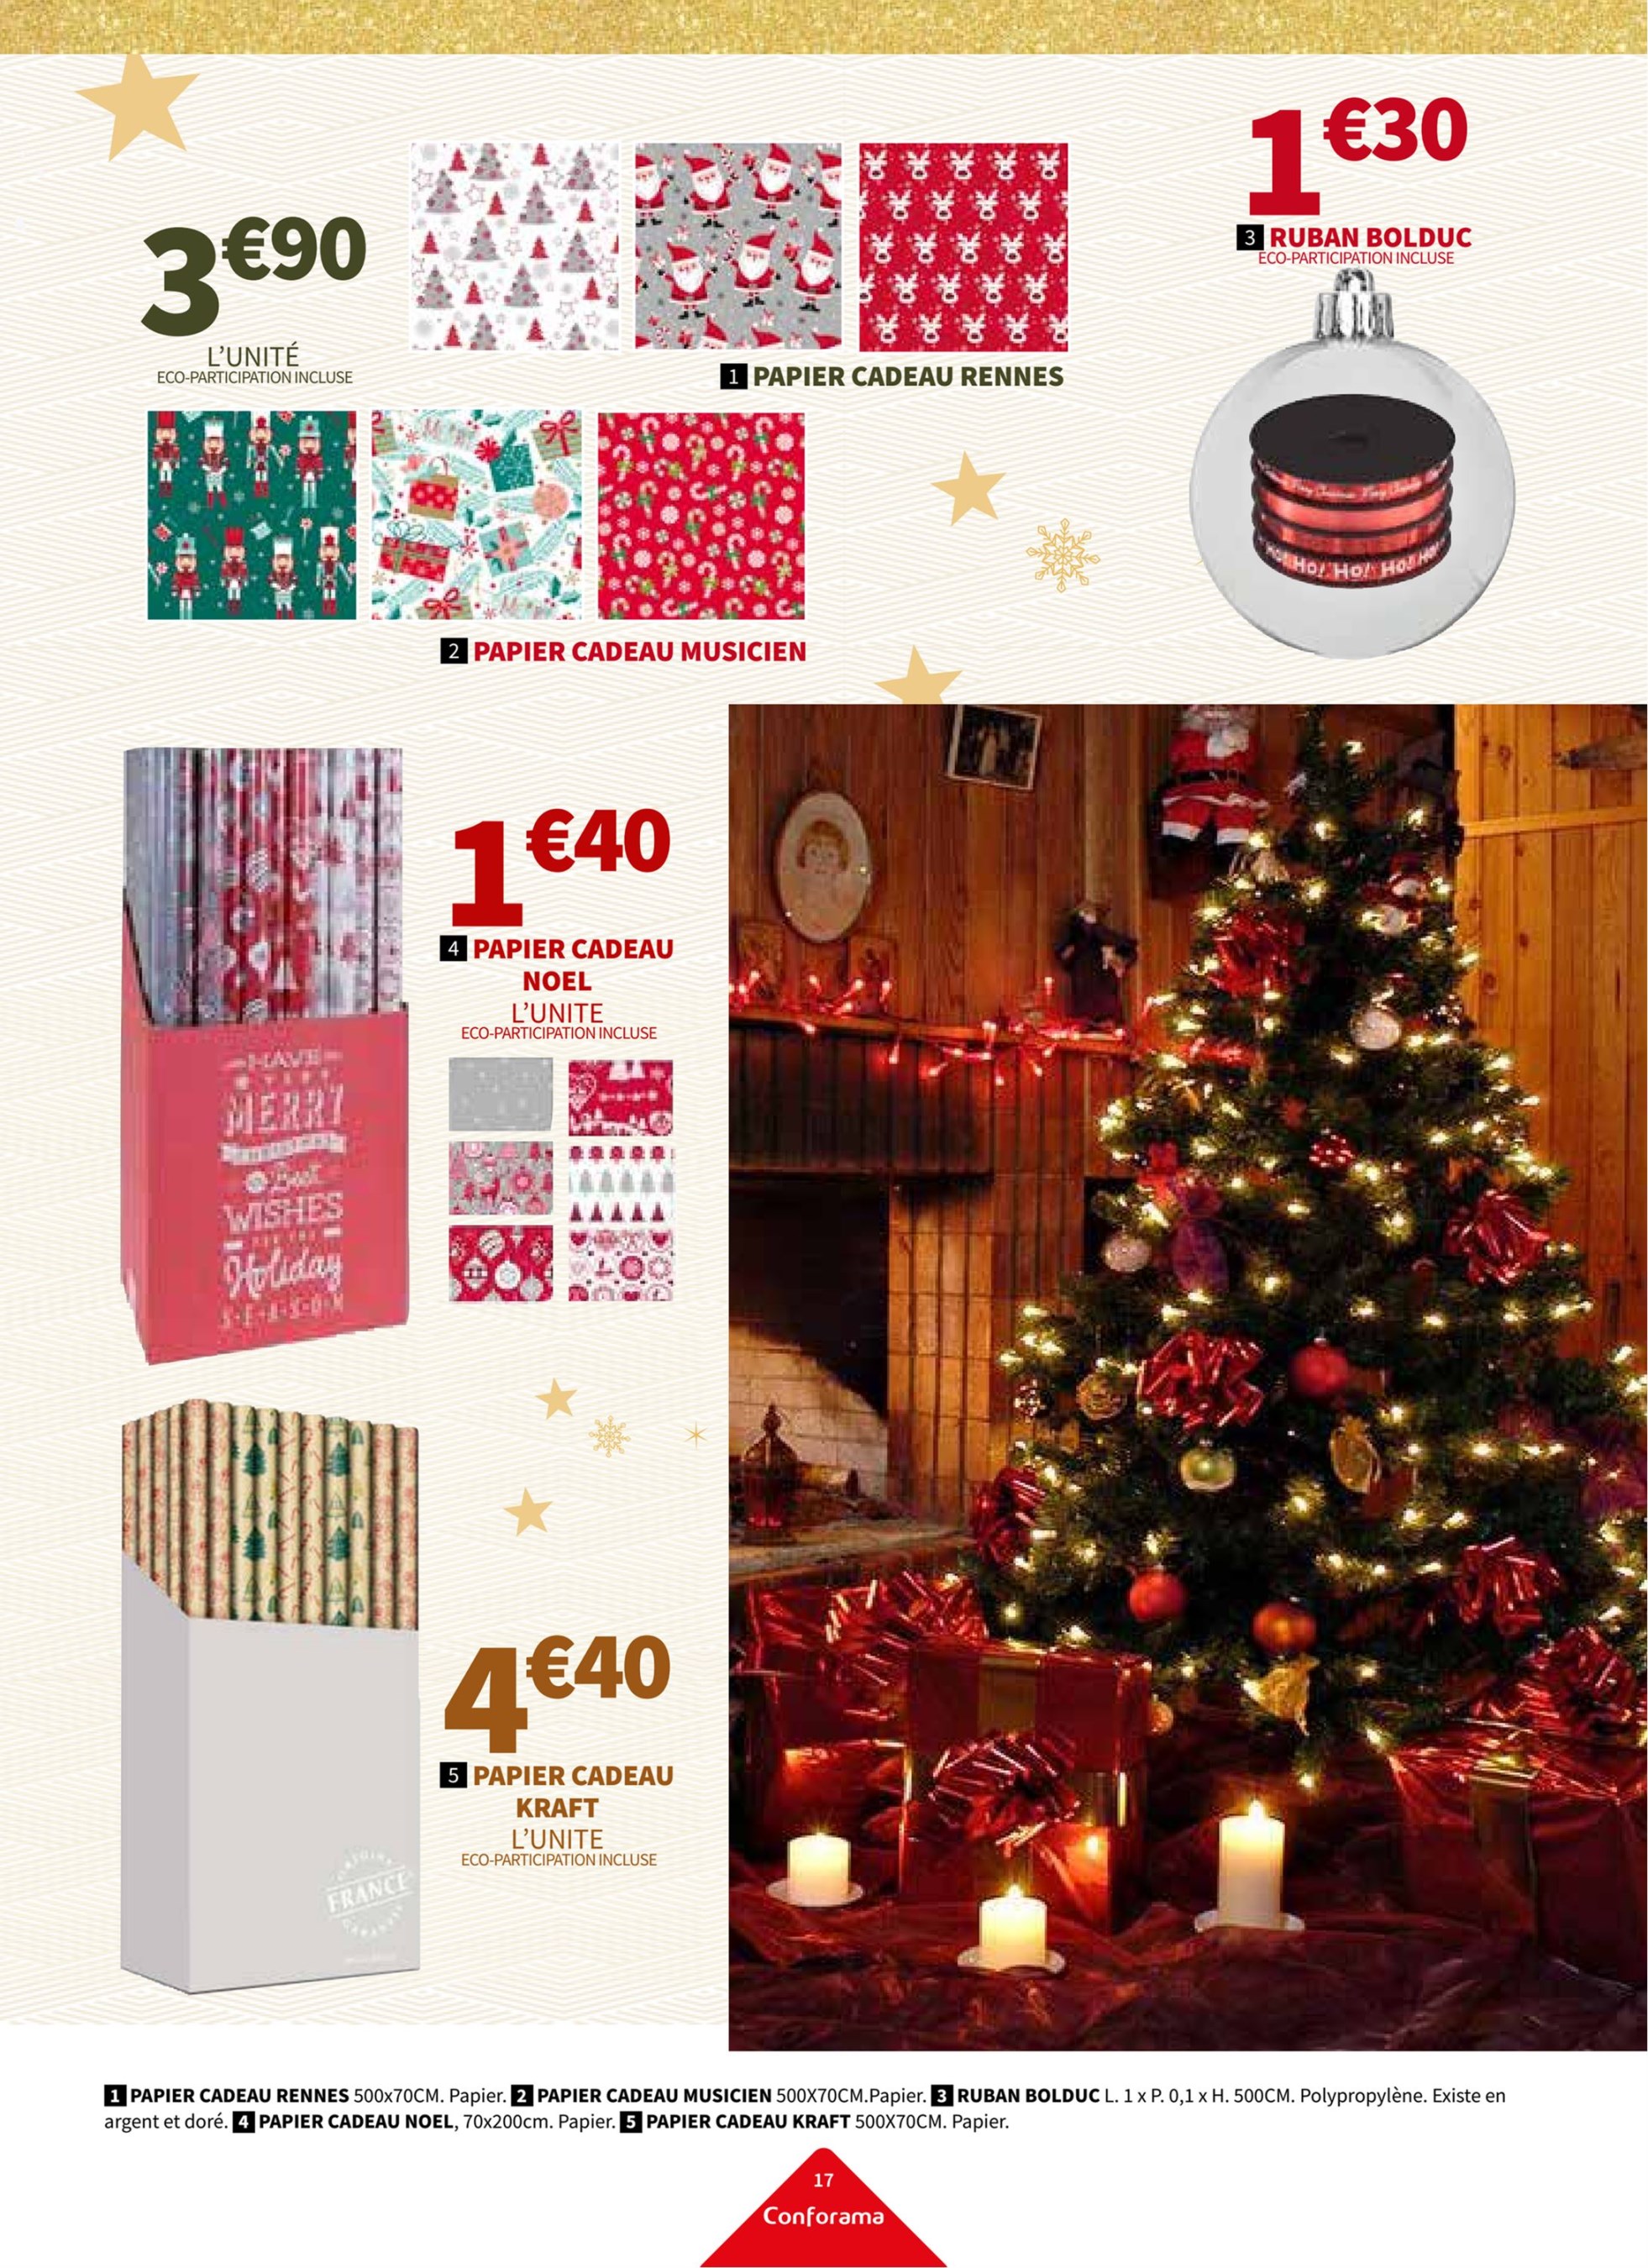 3€90
L'UNITÉ
ECO-PARTICIPATION INCLUSE
1 PAPIER CADEAU RENNES
1€30
3 RUBAN BOLDUC
ECO-PARTICIPATION INCLUSE
HO! HO! HO! HO!
2 PAPIER CADEAU MUSICIEN
1€40
4 PAPIER CADEAU
NOEL
L'UNITE
ECO-PARTICIPATION INCLUSE
HAVE
MERRY
Best
WISHES
Holiday
S•E•A•S•O•N
4€40
5 PAPIER CADEAU
KRAFT
L'UNITE
ECO-PARTICIPATION INCLUSE
ORIGINE
FRANCE
GARANTIE
1 PAPIER CADEAU RENNES 500x70CM. Papier. 2 PAPIER CADEAU MUSICIEN 500X70CM.Papier. 3 RUBAN BOLDUC L. 1 x P. 0,1 x H. 500CM. Polypropylène. Existe en
argent et doré. 4 PAPIER CADEAU NOEL, 70x200cm. Papier. 5 PAPIER CADEAU KRAFT 500X70CM. Papier.
17
Conforama